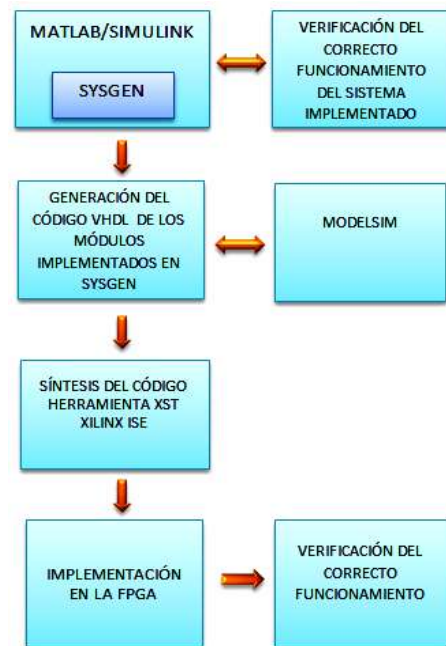 MATLAB/SIMULINK
SYSGEN
VERIFICACIÓN DEL
CORRECTO
FUNCIONAMIENTO
DEL SISTEMA
IMPLEMENTADO
GENERACIÓN DEL
CÓDIGO VHDL DE LOS
MÓDULOS
IMPLEMENTADOS EN
SYSGEN
MODELSIM
SÍNTESIS DEL CÓDIGO
HERRAMIENTA XST
XILINX ISE
IMPLEMENTACIÓN
EN LA FPGA
VERIFICACIÓN DEL
CORRECTO
FUNCIONAMIENTO